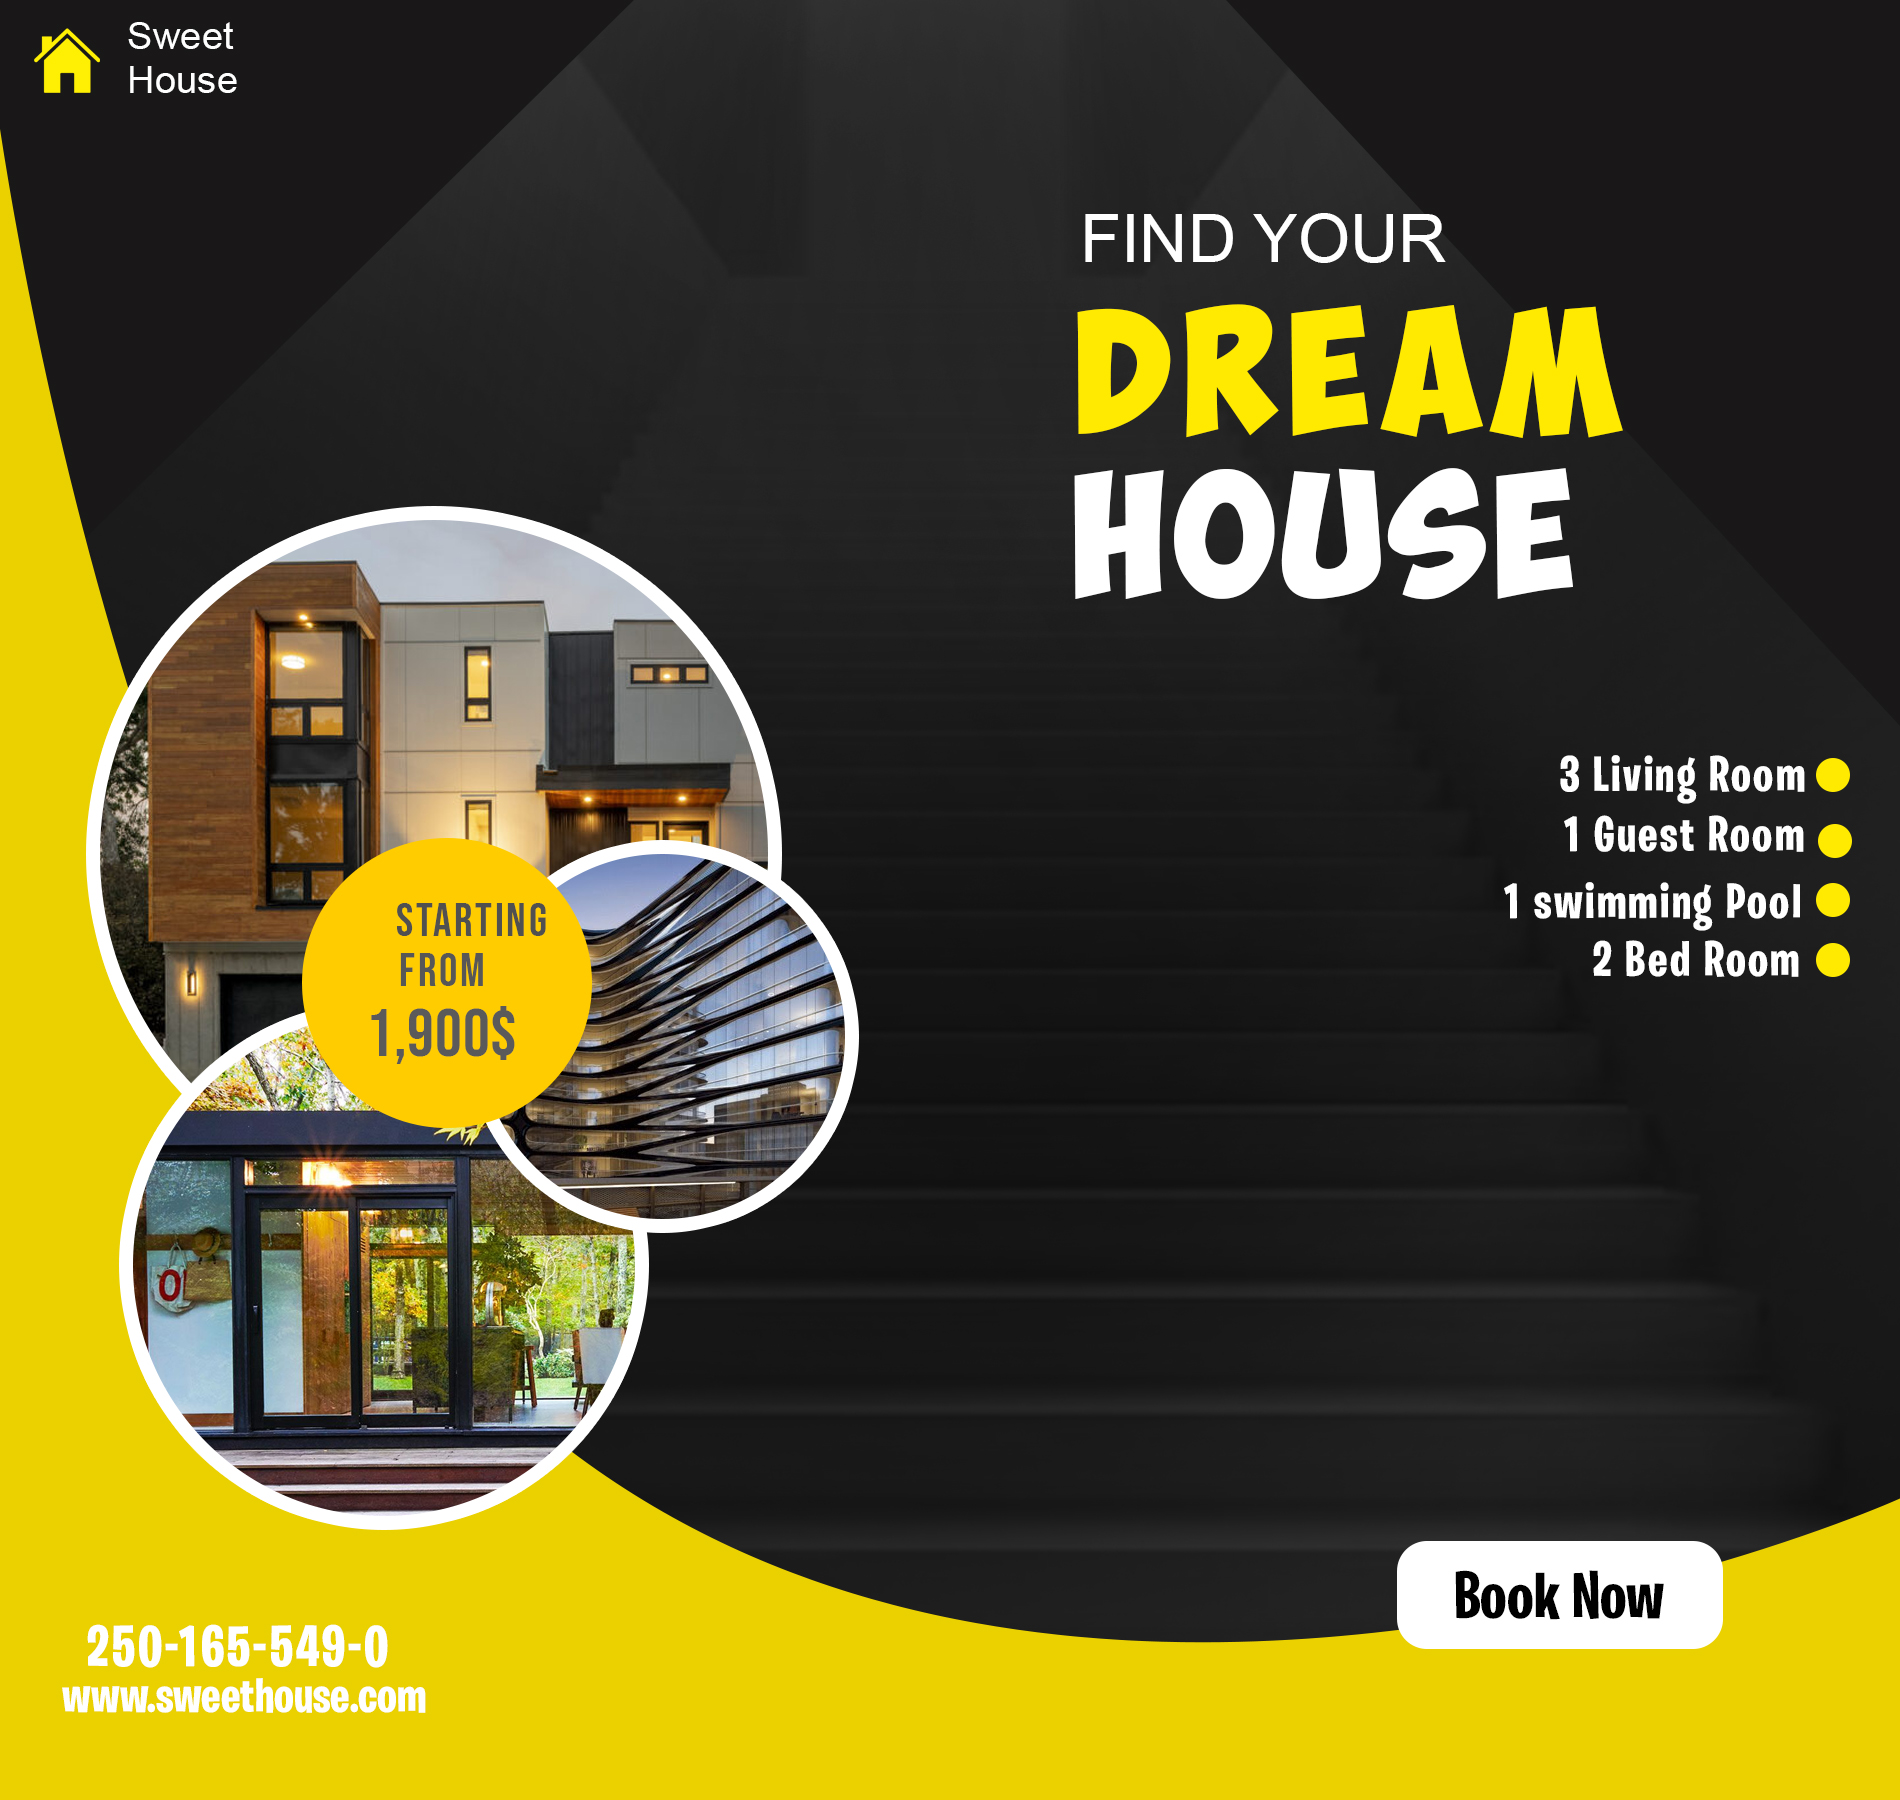 Sweet
House
FIND YOUR
DREAM
HOUSE
3 Living Room
1 Guest Room
1 swimming Pool
2 Bed Room
STARTING
FROM
1,900$
O
Book Now
250-165-549-0
www.sweethouse.com